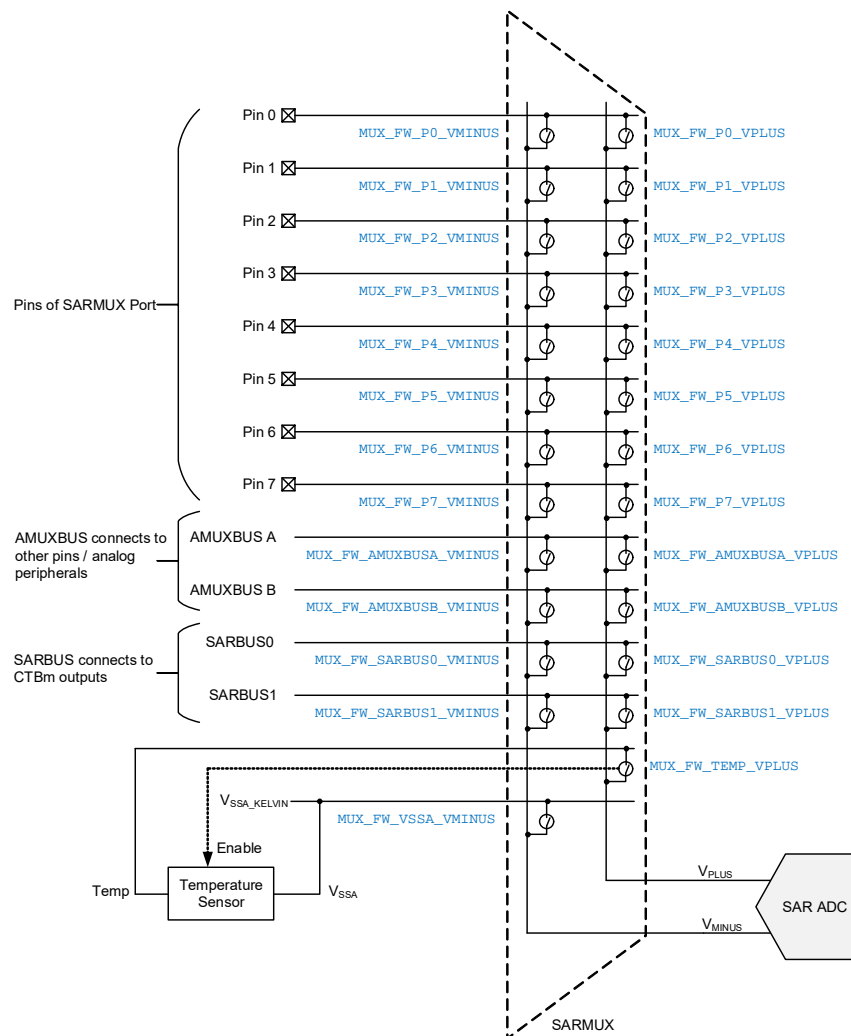 Pin 0
MUX_FW_P0_VMINUS
MUX_FW_P0_VPLUS
Pin 1
MUX_FW_P1_VMINUS
MUX_FW_P1_VPLUS
Pin 2
MUX_FW_P2_VMINUS
MUX_FW_P2_VPLUS
Pin 3
MUX_FW_P3_VMINUS
MUX_FW_P3_VPLUS
Pins of SARMUX Port
Pin 4
MUX_FW_P4_VMINUS
MUX_FW_P4_VPLUS
Pin 5
MUX_FW_P5_VMINUS
MUX_FW_P5_VPLUS
Pin 6
MUX_FW_P6_VMINUS
MUX_FW_P6_VPLUS
Pin 7
MUX_FW_P7_VMINUS
MUX_FW_P7_VPLUS
AMUXBUS connects to
other pins / analog
peripherals
AMUXBUS A
MUX_FW_AMUXBUSA_VMINUS
MUX_FW_AMUXBUSA_VPLUS
AMUXBUS B
MUX_FW_AMUXBUSB_VMINUS
MUX_FW_AMUXBUSB_VPLUS
SARBUS connects to
CTBm outputs
SARBUS0
MUX_FW_SARBUS0_VMINUS
MUX_FW_SARBUS0_VPLUS
SARBUS1
MUX_FW_SARBUS1_VMINUS
MUX_FW_SARBUS1_VPLUS
MUX_FW_TEMP_VPLUS
VSSA_KELVIN
MUX_FW_VSSA_VMINUS
Enable
Temp
Temperature
Sensor
VSSA
VPLUS
VMINUS
SAR ADC
SARMUX